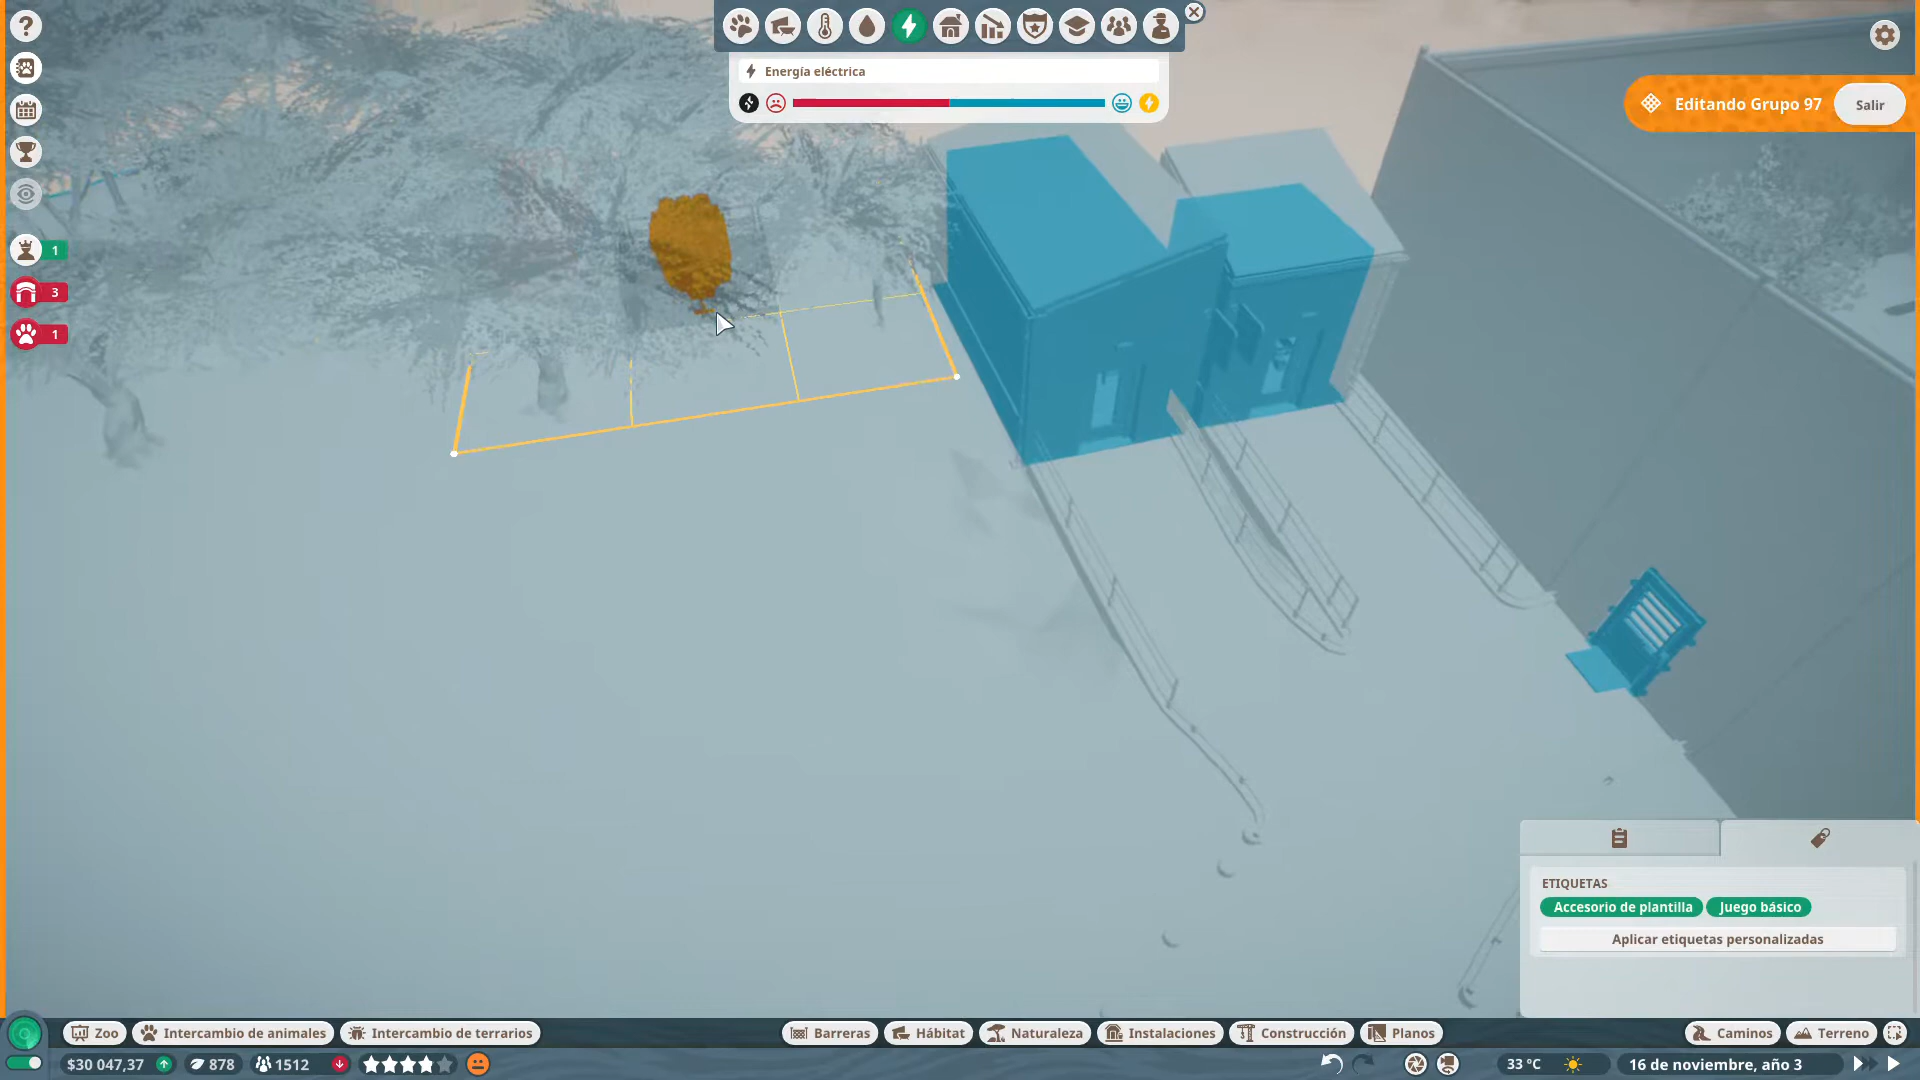 Energía eléctrica
Editando Grupo 97
Salir
1
3
1
ETIQUETAS
Accesorio de plantilla
Juego básico
Aplicar etiquetas personalizadas
Zoo
Intercambio de animales
Intercambio de terrarios
Barreras
Hábitat
Naturaleza
Instalaciones
Construcción
Planos
Caminos
Terreno
$30 047,37
878
1512
33 °C
16 de noviembre, año 3